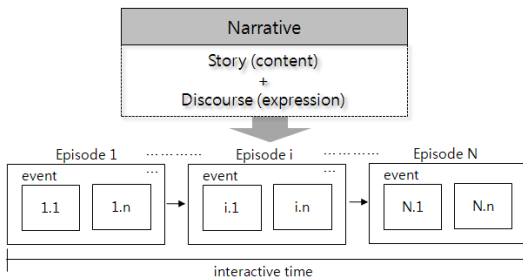 Narrative
Story (content)
+
Discourse (expression)
Episode 1 ………… Episode i ………… Episode N
event … event … event
1.1 1.n i.1 i.n N.1 N.n
interactive time